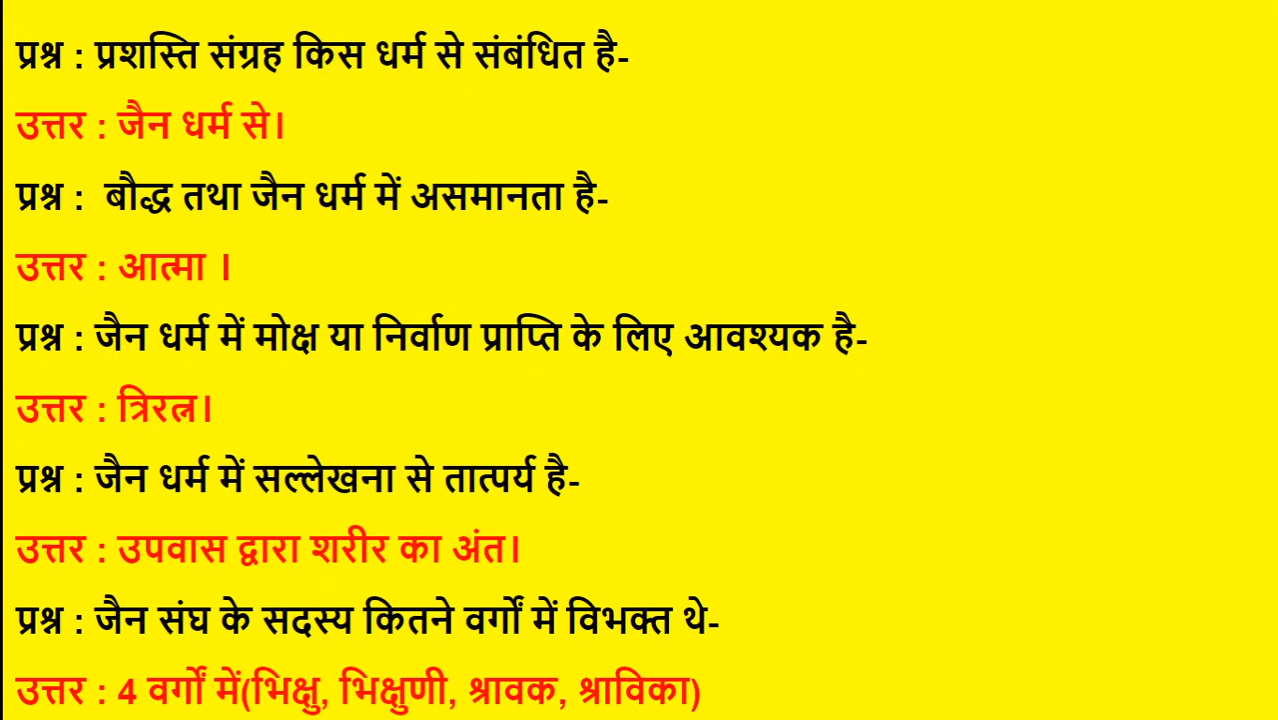 प्रश्न : प्रशस्ति संग्रह किस धर्म से संबंधित है-
उत्तर : जैन धर्म से।
प्रश्न :  बौद्ध तथा जैन धर्म में असमानता है-
उत्तर : आत्मा ।
प्रश्न : जैन धर्म में मोक्ष या निर्वाण प्राप्ति के लिए आवश्यक है-
उत्तर : त्रिरत्न।
प्रश्न : जैन धर्म में सल्लेखना से तात्पर्य है-
उत्तर : उपवास द्वारा शरीर का अंत।
प्रश्न : जैन संघ के सदस्य कितने वर्गों में विभक्त थे-
उत्तर : 4 वर्गों में(भिक्षु, भिक्षुणी, श्रावक, श्राविका)